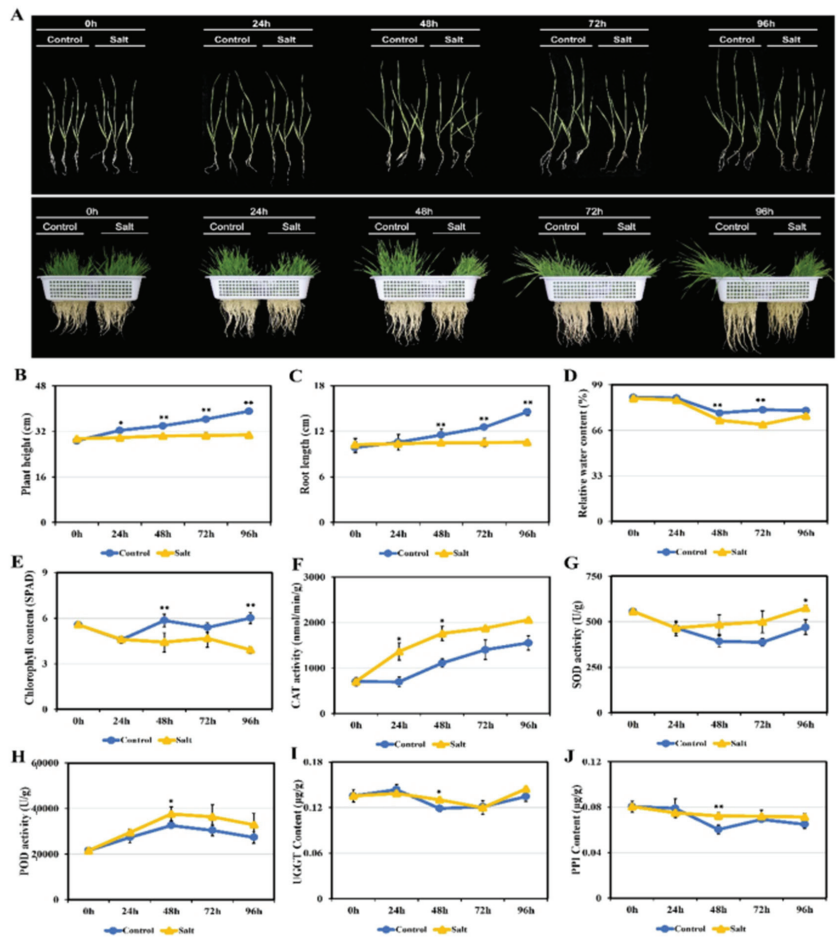 A
0h 24h 48h 72h 96h
Control Salt Control Salt Control Salt Control Salt Control Salt
0h 24h 48h 72h 96h
Control Salt Control Salt Control Salt Control Salt Control Salt
B
Plant height (cm)
48
32
16
0
* ** ** **
0h 24h 48h 72h 96h
Control Salt
C
Root length (cm)
18
12
6
0
** ** **
0h 24h 48h 72h 96h
Control Salt
D
Relative water content (%)
99
66
33
0
** **
0h 24h 48h 72h 96h
Control Salt
E
Chlorophyll content (SPAD)
9
6
3
0
** **
0h 24h 48h 72h 96h
Control Salt
F
CAT activity (nmol/min/g)
3000
2000
1000
0
* *
0h 24h 48h 72h 96h
Control Salt
G
SOD activity (U/g)
750
500
250
0
* * *
0h 24h 48h 72h 96h
Control Salt
H
POD activity (U/g)
60000
40000
20000
0
*
0h 24h 48h 72h 96h
Control Salt
I
UGGT Content (μg/g)
0.18
0.12
0.06
0
*
0h 24h 48h 72h 96h
Control Salt
J
PPI Content (μg/g)
0.12
0.08
0.04
0
**
0h 24h 48h 72h 96h
Control Salt